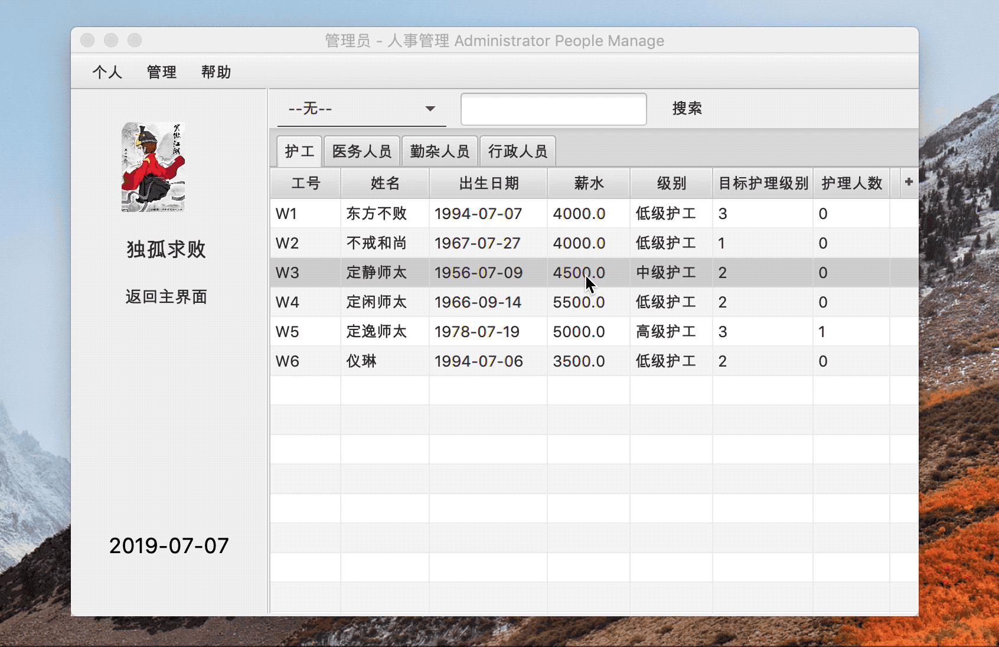 管理员 - 人事管理 Administrator People Manage
个人 管理 帮助
笑傲江湖
独孤求败
返回主界面
2019-07-07
--无-- 搜索
护工 医务人员 勤杂人员 行政人员
工号 姓名 出生日期 薪水 级别 目标护理级别 护理人数 +
W1 东方不败 1994-07-07 4000.0 低级护工 3 0
W2 不戒和尚 1967-07-27 4000.0 低级护工 1 0
W3 定静师太 1956-07-09 4500.0 中级护工 2 0
W4 定闲师太 1966-09-14 5500.0 低级护工 2 0
W5 定逸师太 1978-07-19 5000.0 高级护工 3 1
W6 仪琳 1994-07-06 3500.0 低级护工 2 0